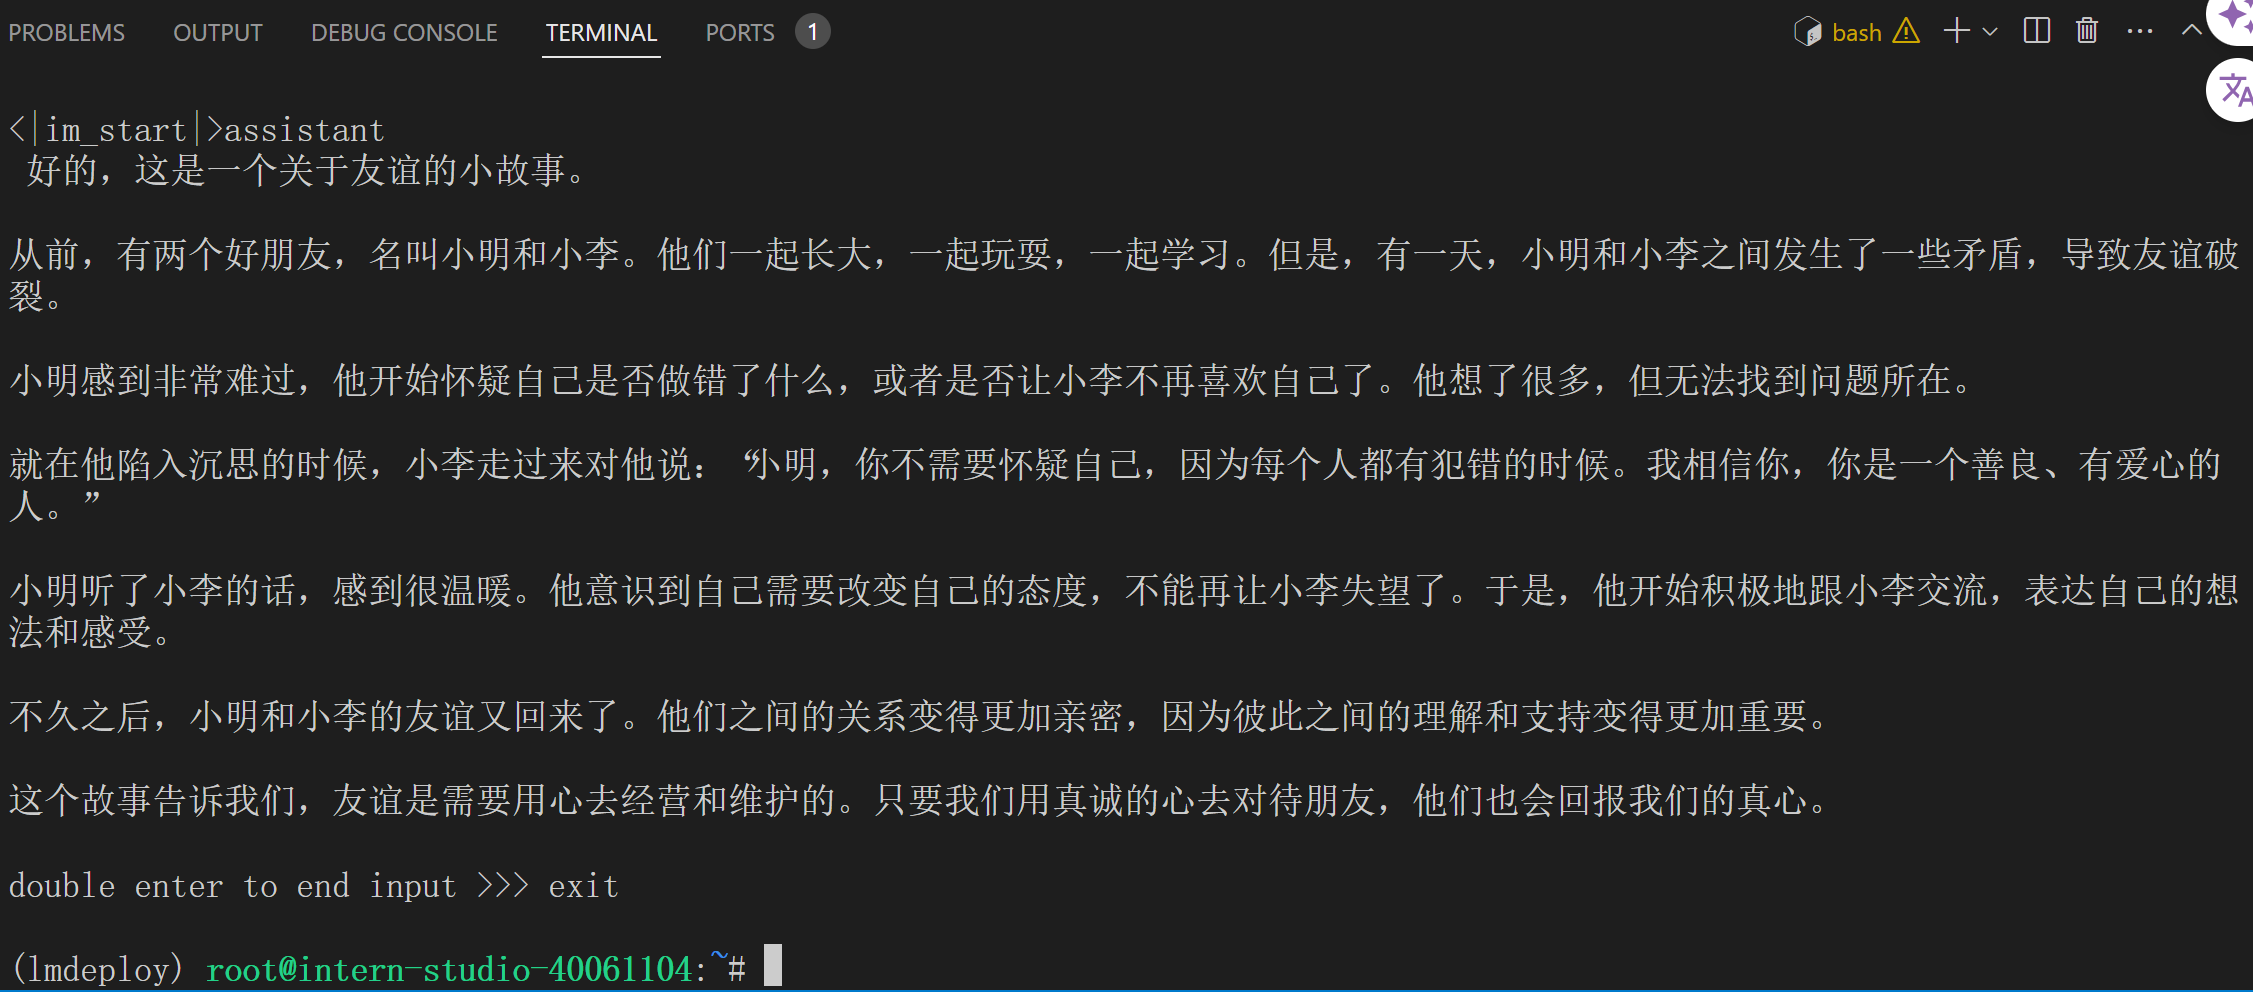 PROBLEMS OUTPUT DEBUG CONSOLE TERMINAL PORTS 1 bash
<|im_start|>assistant
好的，这是一个关于友谊的小故事。
从前，有两个好朋友，名叫小明和小李。他们一起长大，一起玩耍，一起学习。但是，有一天，小明和小李之间发生了一些矛盾，导致友谊破
裂。
小明感到非常难过，他开始怀疑自己是否做错了什么，或者是否让小李不再喜欢自己了。他想了很多，但无法找到问题所在。
就在他陷入沉思的时候，小李走过来对他说：“小明，你不需要怀疑自己，因为每个人都有犯错的时候。我相信你，你是一个善良、有爱心的
人。”
小明听了小李的话，感到很温暖。他意识到自己需要改变自己的态度，不能再让小李失望了。于是，他开始积极地跟小李交流，表达自己的想
法和感受。
不久之后，小明和小李的友谊又回来了。他们之间的关系变得更加亲密，因为彼此之间的理解和支持变得更加重要。
这个故事告诉我们，友谊是需要用心去经营和维护的。只要我们用真诚的心去对待朋友，他们也会回报我们的真心。
double enter to end input >>> exit
(lmdeploy) root@intern-studio-40061104:~#